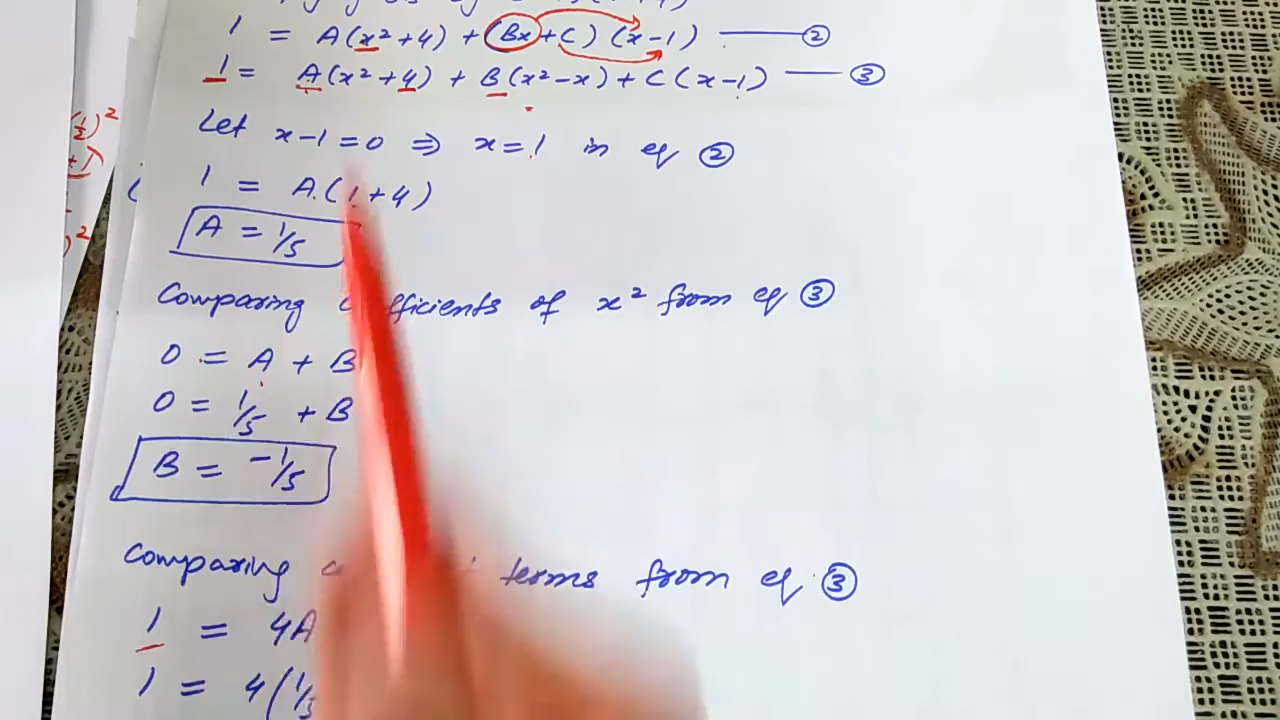 1 = A(x²+4) + (Bx+C) (x-1) ——②
1 = A(x²+4) + B(x²-x) + C(x-1) ——③
Let x-1=0 ⇒ x=1 in eq ②
1 = A.(1+4)
A = 1/5
Comparing of x² from eq ③
0 = A + B
0 = 1/5 + B
B = -1/5
Comparing terms from eq ③
1 = 4A
1 = 4(1/5